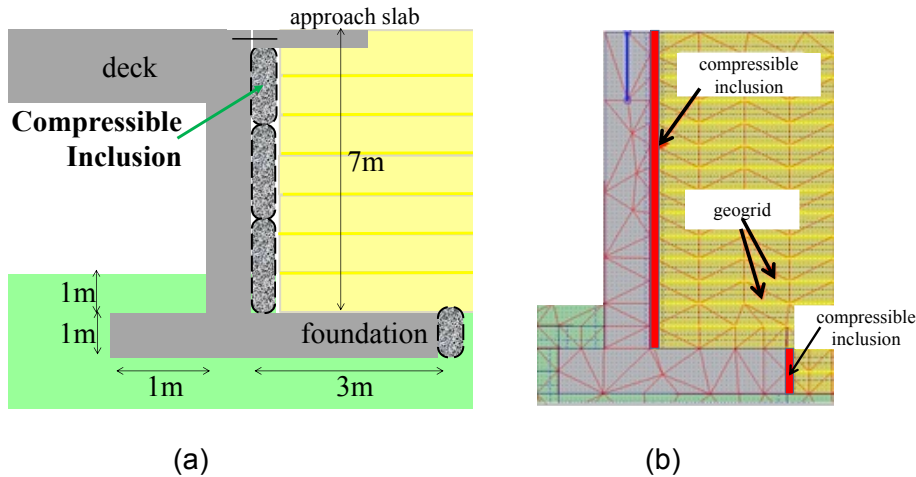 approach slab
deck
Compressible
Inclusion
7m
1m
1m
foundation
1m
3m
(a)
compressible
inclusion
geogrid
compressible
inclusion
(b)